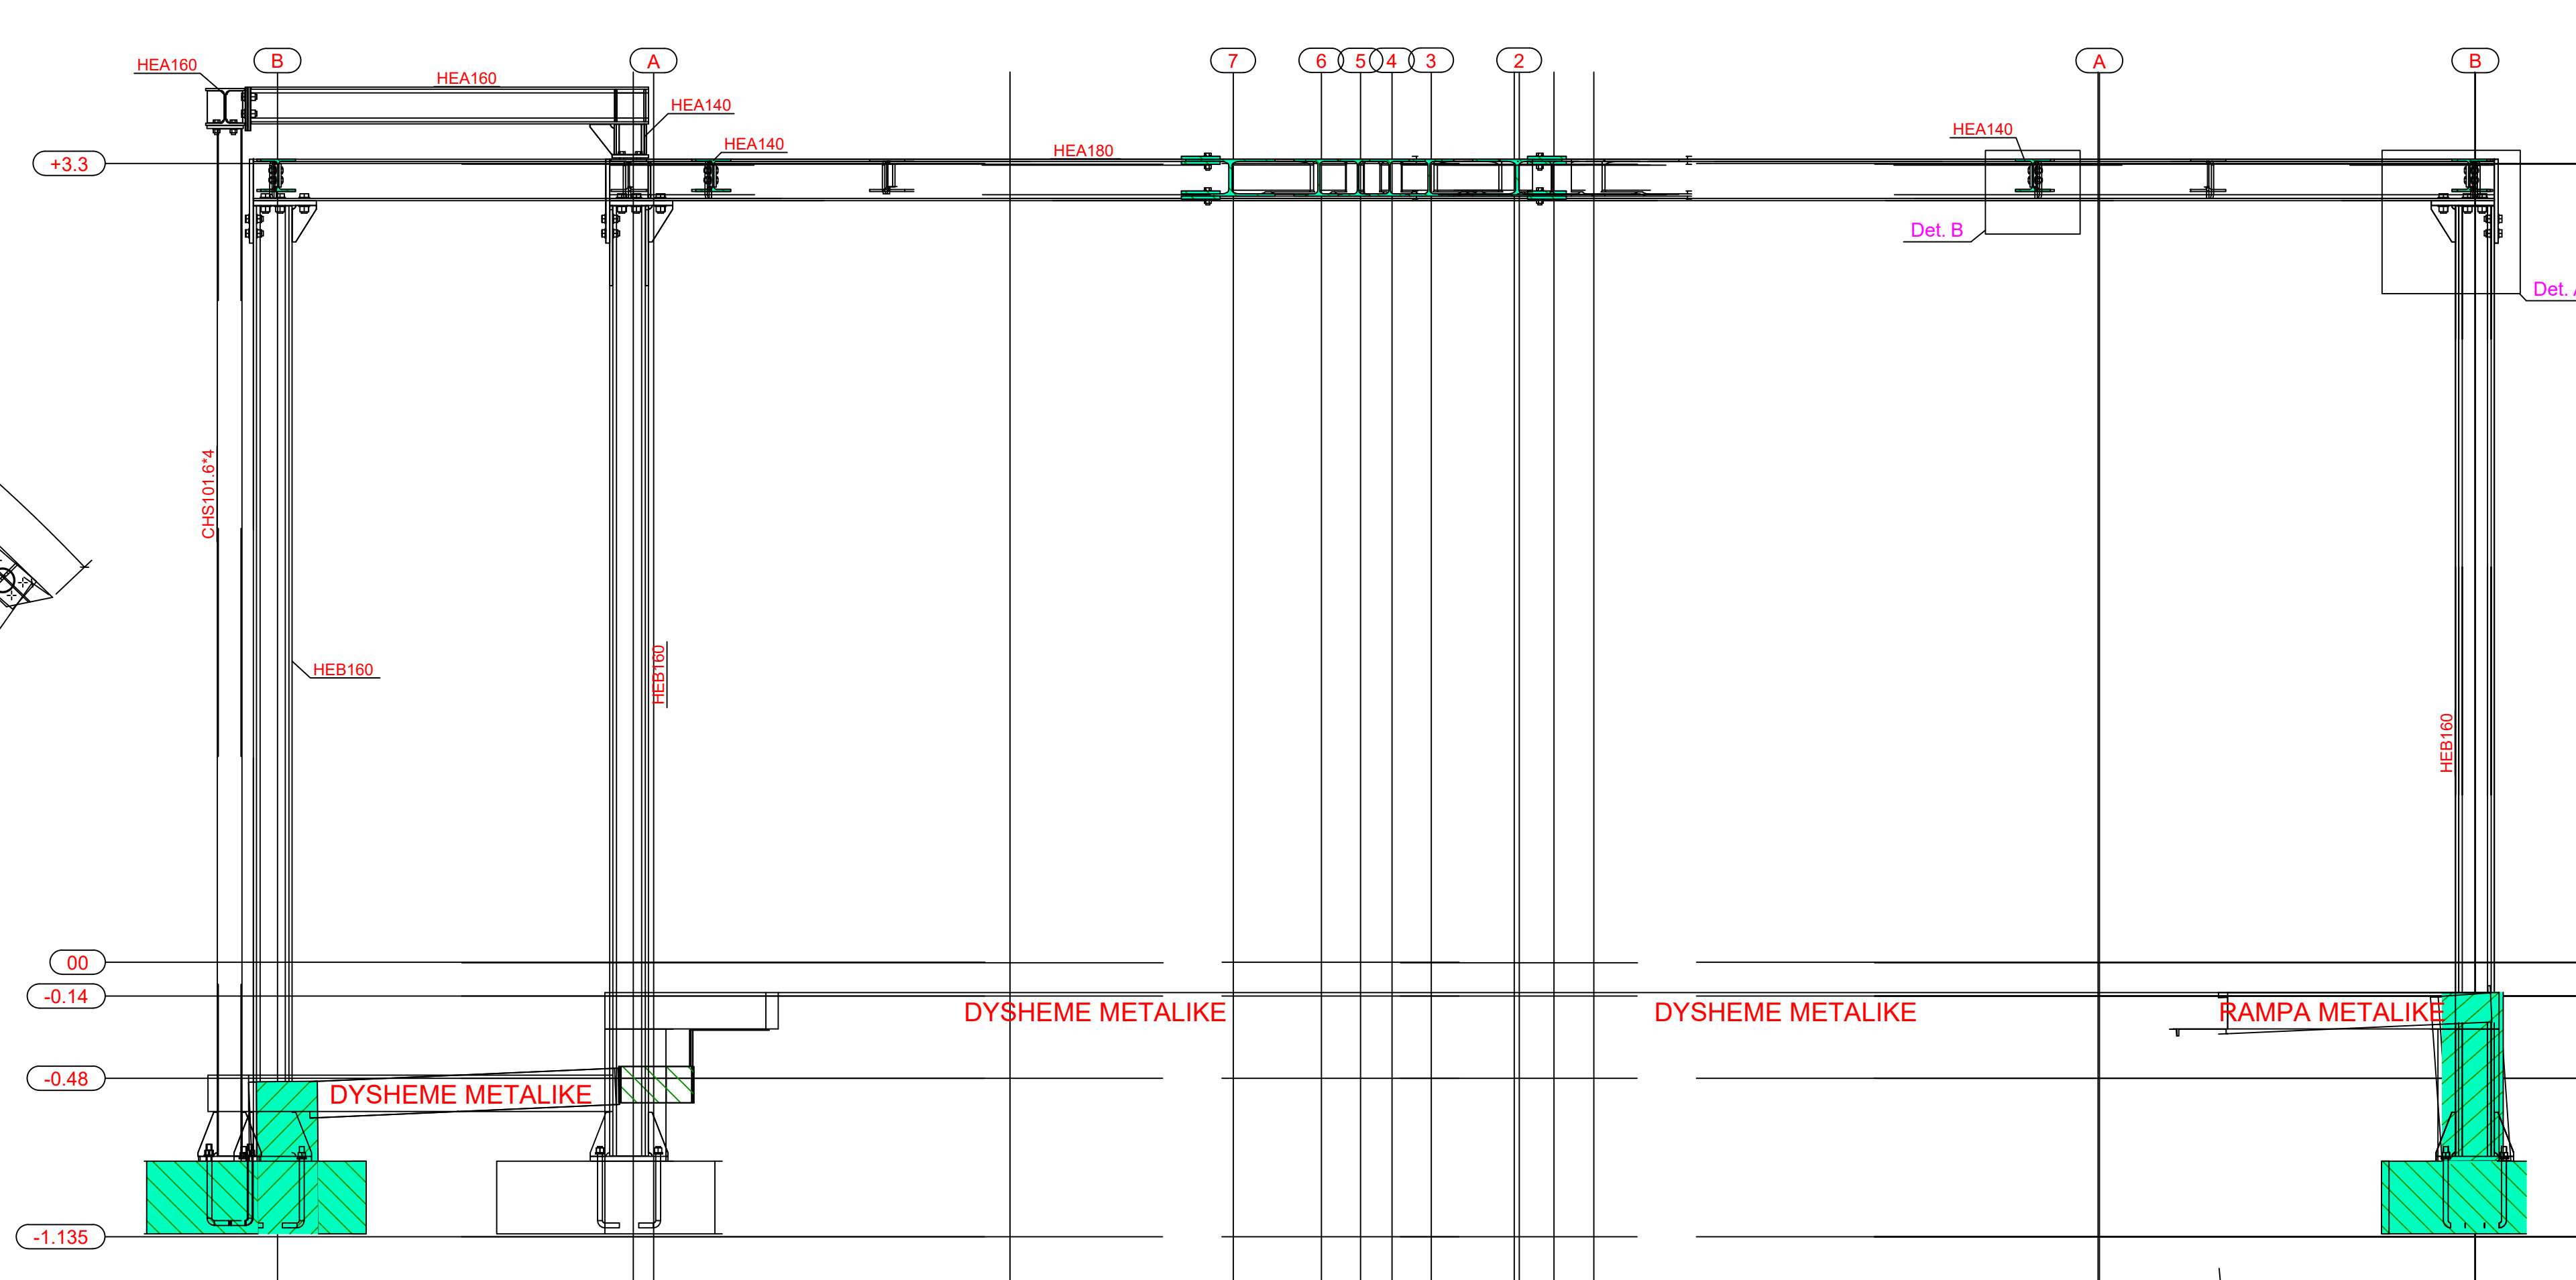 B
A
7
6
5
4
3
2
A
B
HEA160
HEA160
HEA140
HEA140
HEA180
HEA140
+3.3
Det. B
Det.
CHS101.6*4
HEB160
HEB160
HEB160
00
-0.14
DYSHEME METALIKE
DYSHEME METALIKE
RAMPA METALIKE
-0.48
DYSHEME METALIKE
-1.135